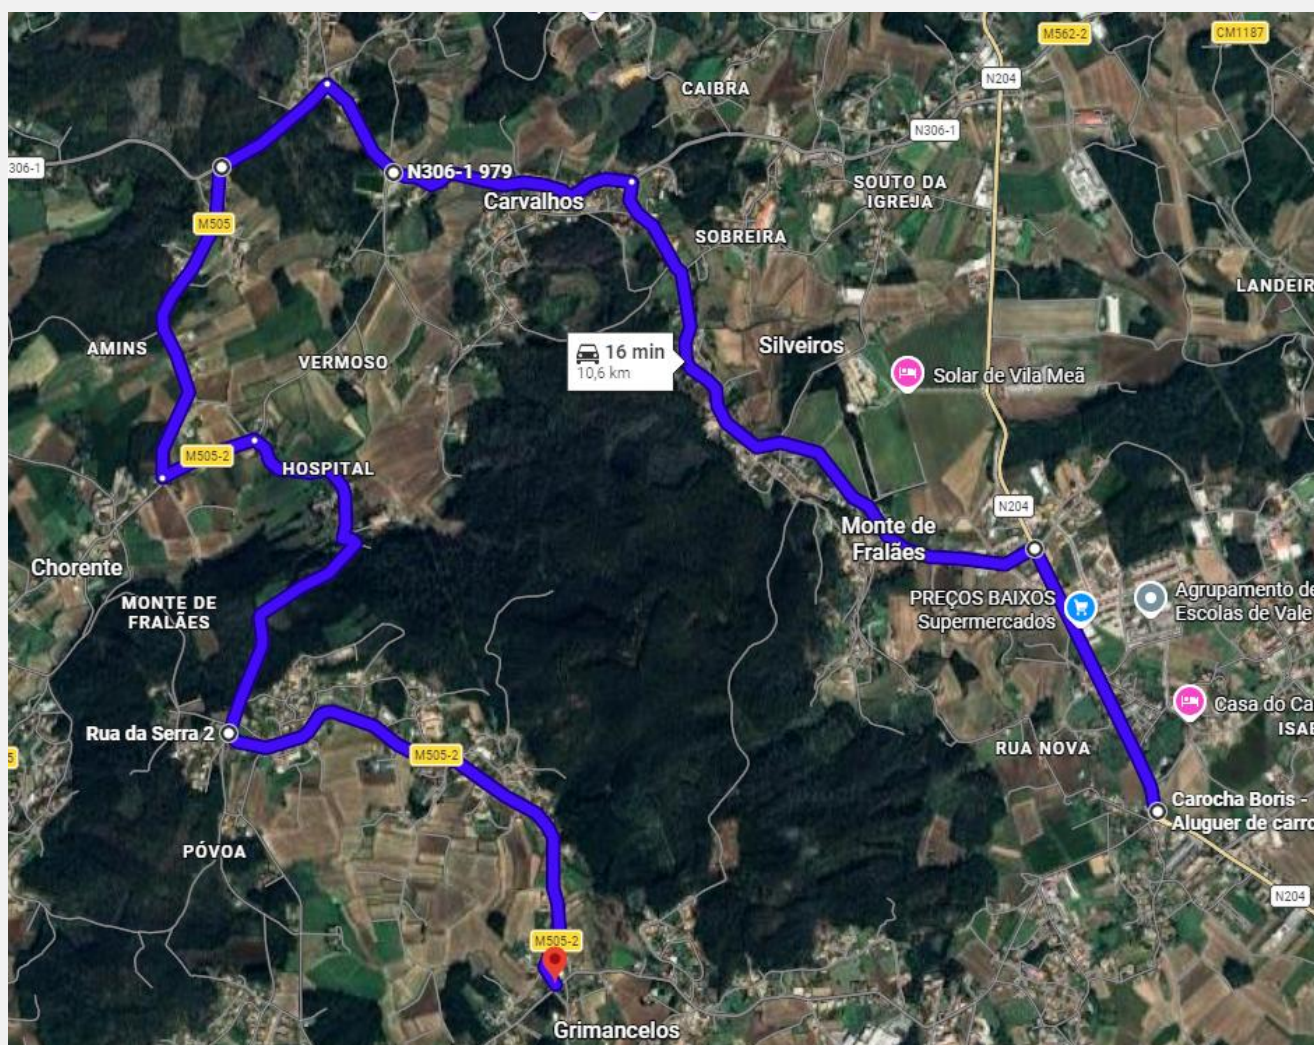 M562-2
CM1187
N204
CAIBRA
N306-1
306-1
N306-1 979
Carvalhos
SOUTO DA
IGREJA
M505
SOBREIRA
LANDEIR
AMINS
VERMOSO
16 min
10,6 km
Silveiros
Solar de Vila Meã
M505-2
HOSPITAL
N204
Monte de
Fralães
Chorente
MONTE DE
FRALÃES
PREÇOS BAIXOS
Supermercados
Agrupamento de
Escolas de Vale
Casa do Ca
ISAE
Rua da Serra 2
5
M505-2
RUA NOVA
Carocha Boris -
Aluguer de carro
PÓVOA
N204
M505-2
Grimancelos